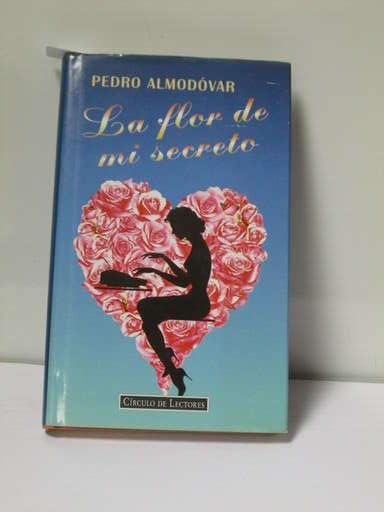 PEDRO ALMODÓVAR
La flor de
mi secreto
CÍRCULO DE LECTORES